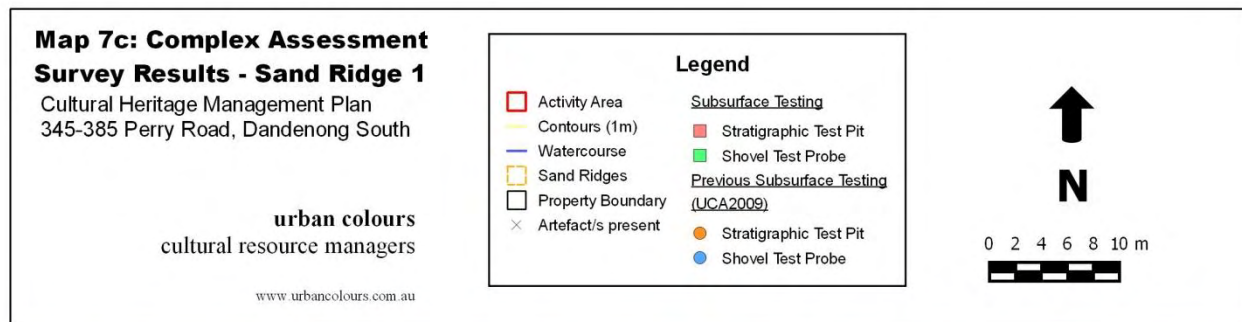 Map 7c: Complex Assessment
Survey Results - Sand Ridge 1
Cultural Heritage Management Plan
345-385 Perry Road, Dandenong South
urban colours
cultural resource managers
www.urbancolours.com.au
Legend
Activity Area
Contours (1m)
Watercourse
Sand Ridges
Property Boundary
Artefact/s present
Subsurface Testing
Stratigraphic Test Pit
Shovel Test Probe
Previous Subsurface Testing
(UCA2009)
Stratigraphic Test Pit
Shovel Test Probe
N
0 2 4 6 8 10 m